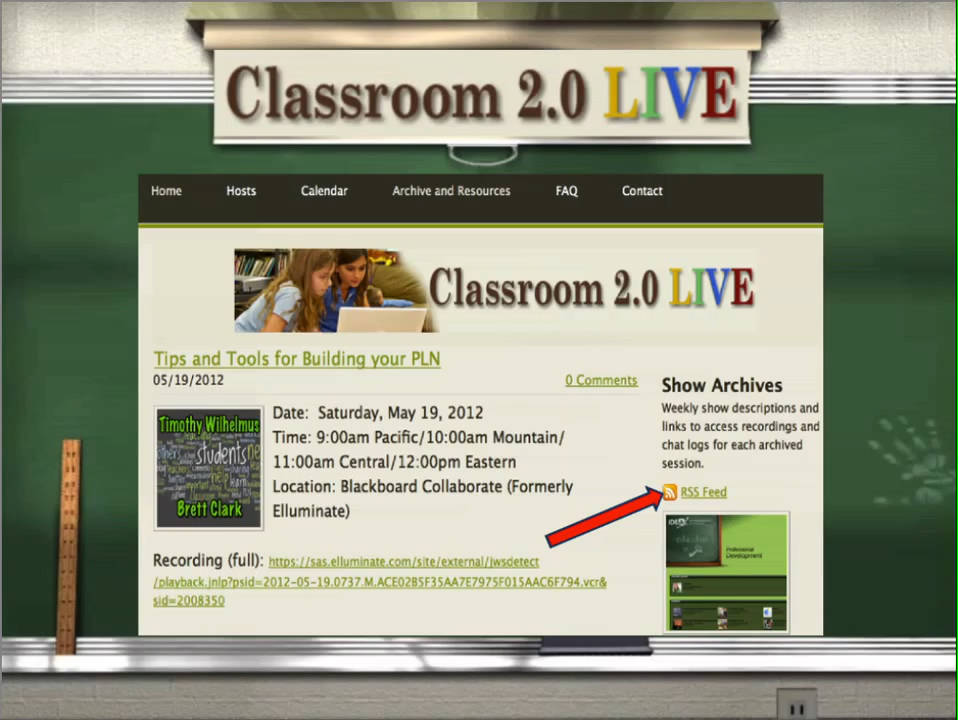 Classroom 2.0 LIVE
Home Hosts Calendar Archive and Resources FAQ Contact
Classroom 2.0 LIVE
Tips and Tools for Building your PLN
05/19/2012
0 Comments
Timothy Wilhelmus
students
Brett Clark
Date: Saturday, May 19, 2012
Time: 9:00am Pacific/10:00am Mountain/
11:00am Central/12:00pm Eastern
Location: Blackboard Collaborate (Formerly
Elluminate)
Recording (full): https://sas.elluminate.com/site/external/jwsdetect
/playback.jnlp?psid=2012-05-19.0737.M.ACE02B5F35AA7E7975F015AAC6F794.vcr&
sid=2008350
Show Archives
Weekly show descriptions and
links to access recordings and
chat logs for each archived
session.
RSS Feed
Professional
Development